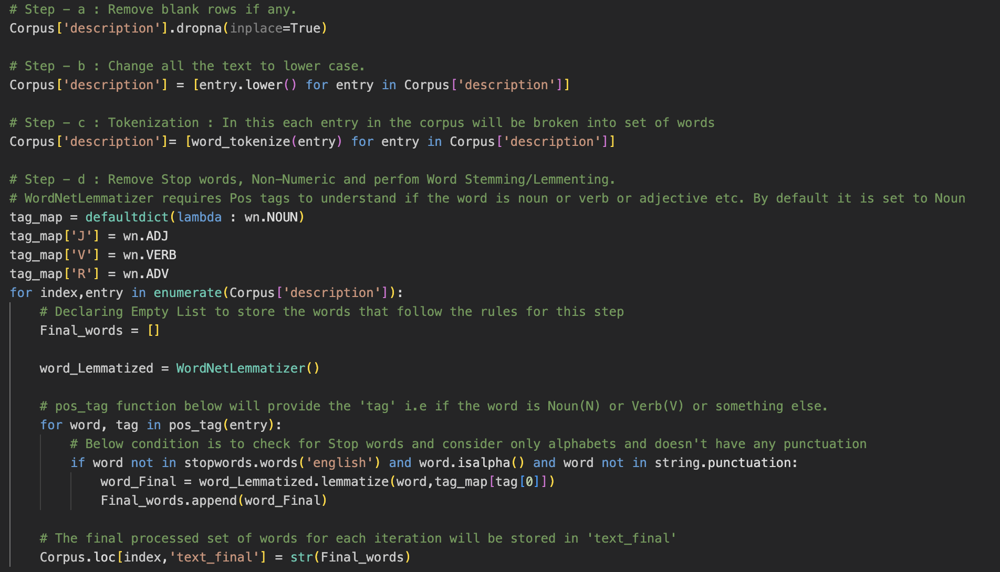 # Step - a : Remove blank rows if any.
Corpus['description'].dropna(inplace=True)
# Step - b : Change all the text to lower case.
Corpus['description'] = [entry.lower() for entry in Corpus['description']]
# Step - c : Tokenization : In this each entry in the corpus will be broken into set of words
Corpus['description']= [word_tokenize(entry) for entry in Corpus['description']]
# Step - d : Remove Stop words, Non-Numeric and perfom Word Stemming/Lemmenting.
# WordNetLemmatizer requires Pos tags to understand if the word is noun or verb or adjective etc. By default it is set to Noun
tag_map = defaultdict(lambda : wn.NOUN)
tag_map['J'] = wn.ADJ
tag_map['V'] = wn.VERB
tag_map['R'] = wn.ADV
for index,entry in enumerate(Corpus['description']):
    # Declaring Empty List to store the words that follow the rules for this step
    Final_words = []
    word_Lemmatized = WordNetLemmatizer()
    # pos_tag function below will provide the 'tag' i.e if the word is Noun(N) or Verb(V) or something else.
    for word, tag in pos_tag(entry):
        # Below condition is to check for Stop words and consider only alphabets and doesn't have any punctuation
        if word not in stopwords.words('english') and word.isalpha() and word not in string.punctuation:
            word_Final = word_Lemmatized.lemmatize(word,tag_map[tag[0]])
            Final_words.append(word_Final)
    # The final processed set of words for each iteration will be stored in 'text_final'
    Corpus.loc[index,'text_final'] = str(Final_words)